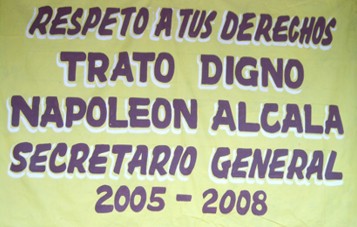 RESPETO A TUS DERECHOS
TRATO DIGNO
NAPOLEON ALCALA
SECRETARIO GENERAL
2005 - 2008